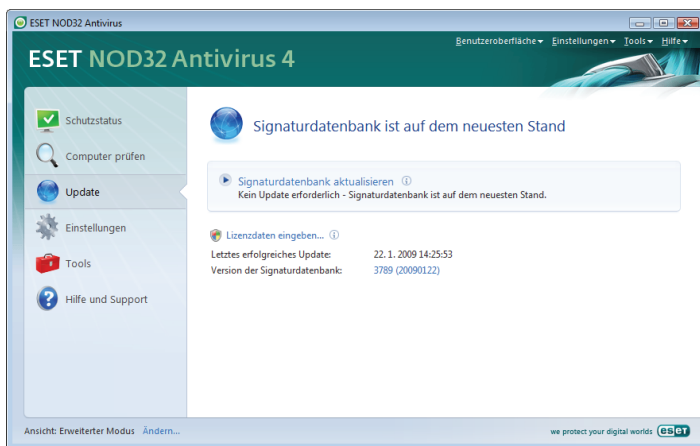 ESET NOD32 Antivirus
Benutzeroberfläche Einstellungen Tools Hilfe
ESET NOD32 Antivirus 4
Schutzstatus
Computer prüfen
Update
Einstellungen
Tools
Hilfe und Support
Signaturdatenbank ist auf dem neuesten Stand
Signaturdatenbank aktualisieren
Kein Update erforderlich - Signaturdatenbank ist auf dem neuesten Stand.
Lizenzdaten eingeben...
Letztes erfolgreiches Update: 22. 1. 2009 14:25:53
Version der Signaturdatenbank: 3789 (20090122)
Ansicht: Erweiterter Modus Ändern...
we protect your digital worlds eset